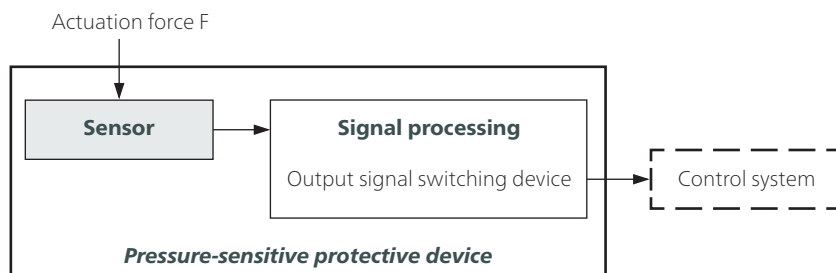 Actuation force F
Sensor
Signal processing
Output signal switching device
Control system
Pressure-sensitive protective device